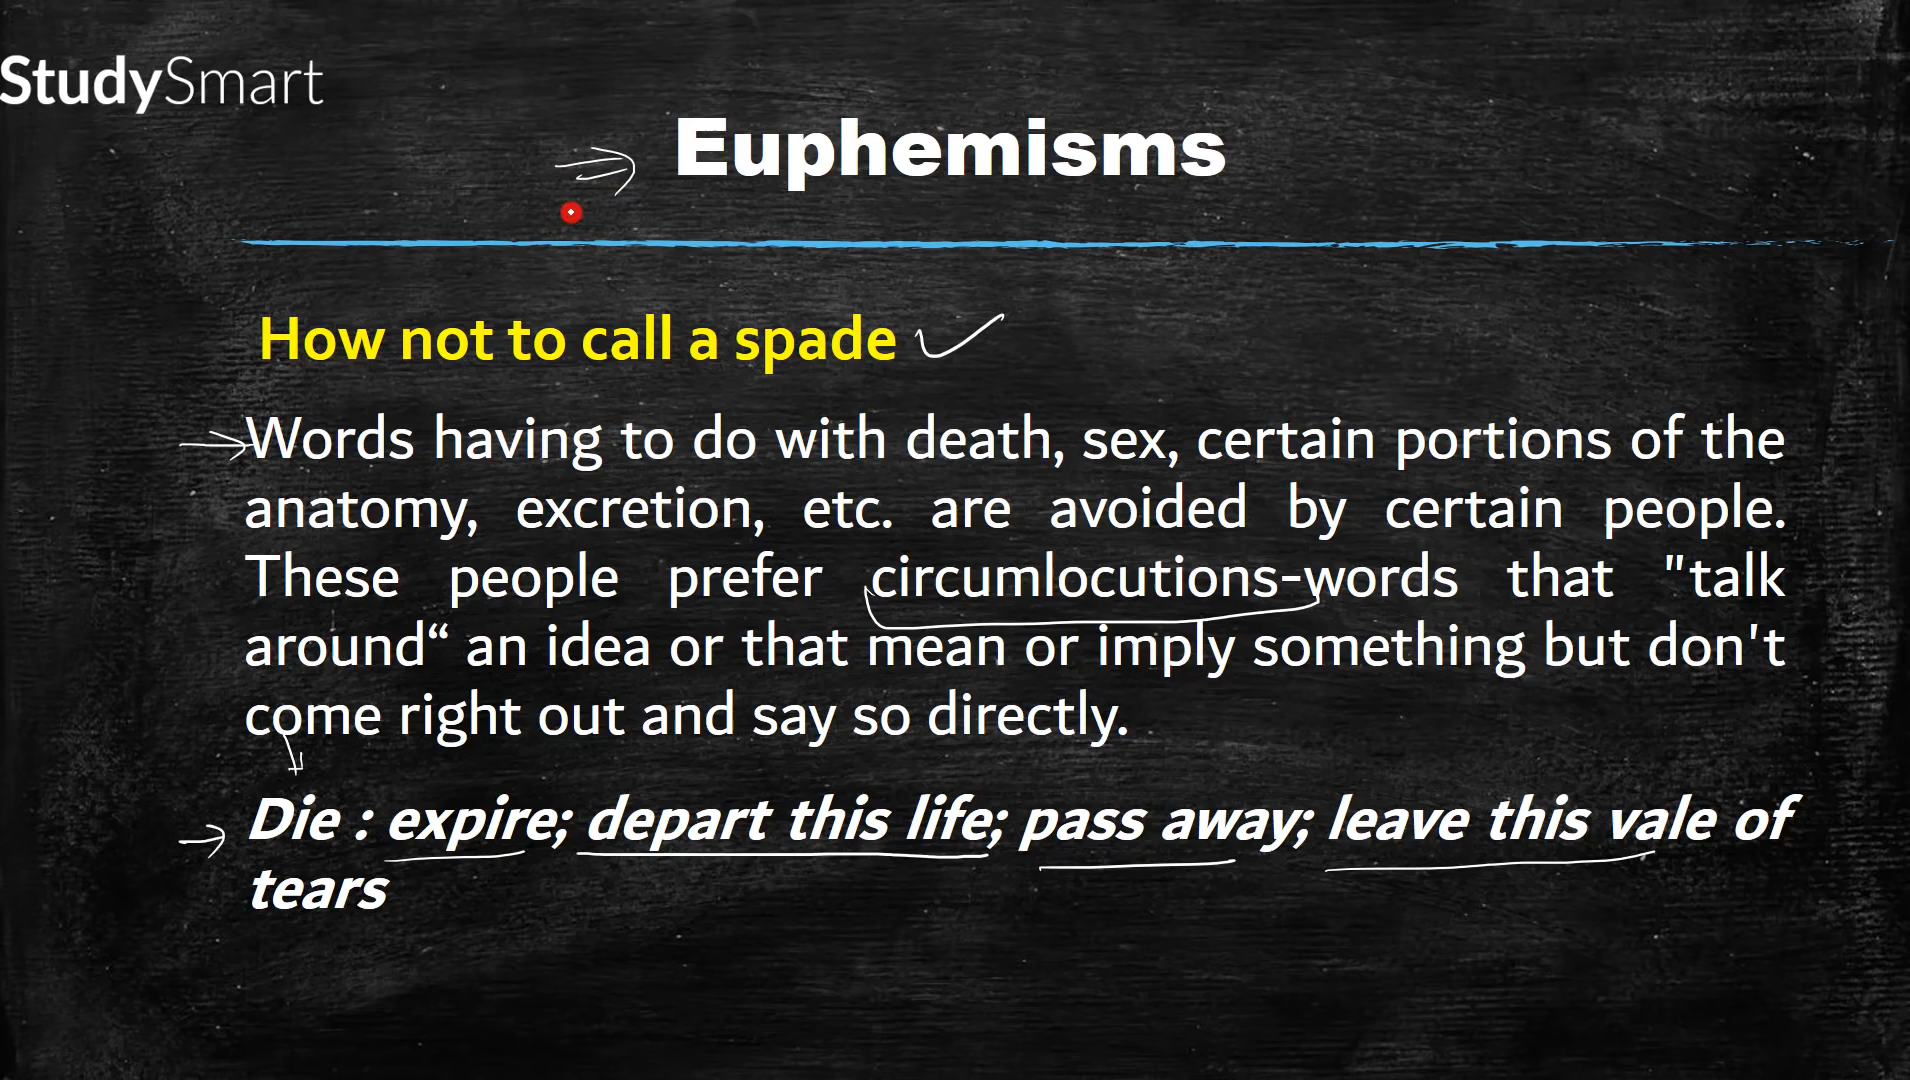 StudySmart
Euphemisms
How not to call a spade
Words having to do with death, sex, certain portions of the
anatomy, excretion, etc. are avoided by certain people.
These people prefer circumlocutions-words that "talk
around“ an idea or that mean or imply something but don't
come right out and say so directly.
Die : expire; depart this life; pass away; leave this vale of
tears